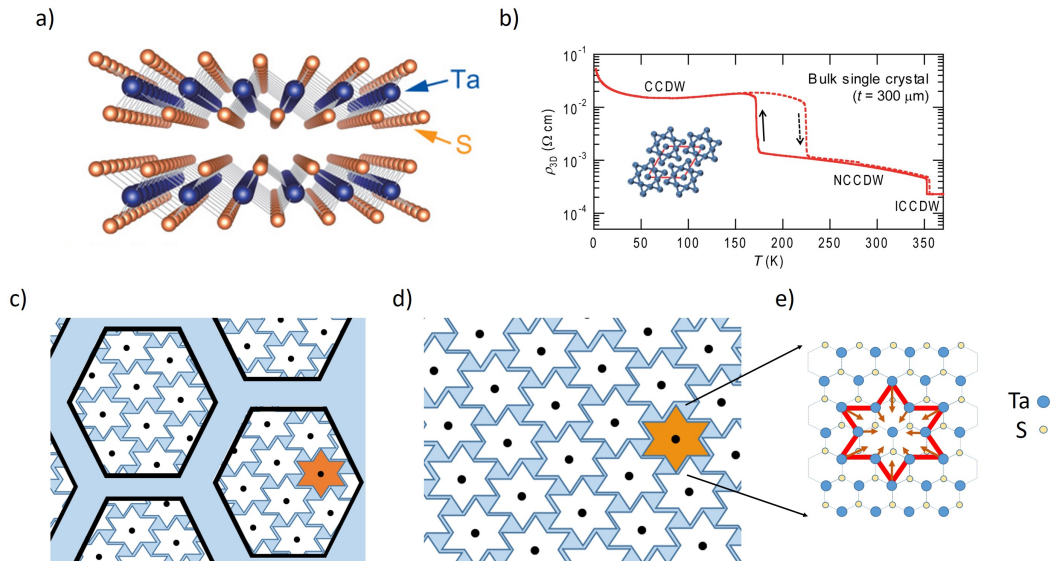 a)
Ta
S
b)
10⁻¹
10⁻²
10⁻³
10⁻⁴
ρ3D (Ω cm)
CCDW
Bulk single crystal
(t = 300 μm)
NCCDW
ICCDW
0
50
100
150
200
250
300
350
T (K)
c)
d)
e)
Ta
S